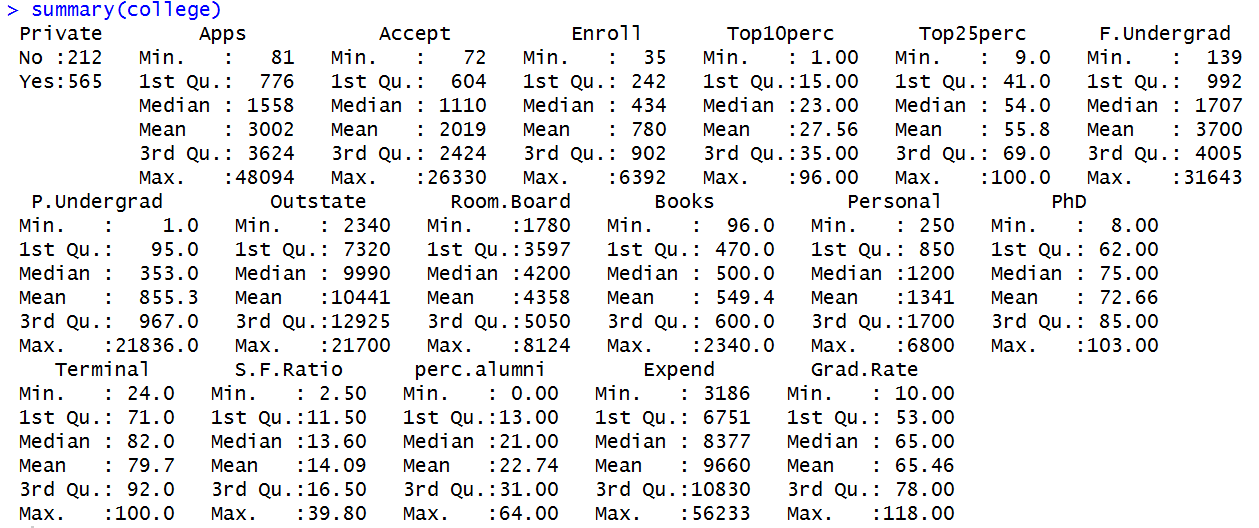 > summary(college)
Private Apps Accept Enroll Top10perc Top25perc F.Undergrad
No :212 Min. : 81 Min. : 72 Min. : 35 Min. : 1.00 Min. : 9.0 Min. : 139
Yes:565 1st Qu.: 776 1st Qu.: 604 1st Qu.: 242 1st Qu.:15.00 1st Qu.: 41.0 1st Qu.: 992
Median : 1558 Median : 1110 Median : 434 Median :23.00 Median : 54.0 Median : 1707
Mean : 3002 Mean : 2019 Mean : 780 Mean :27.56 Mean : 55.8 Mean : 3700
3rd Qu.: 3624 3rd Qu.: 2424 3rd Qu.: 902 3rd Qu.:35.00 3rd Qu.: 69.0 3rd Qu.: 4005
Max. :48094 Max. :26330 Max. :6392 Max. :96.00 Max. :100.0 Max. :31643
P.Undergrad Outstate Room.Board Books Personal PhD
Min. : 1.0 Min. : 2340 Min. :1780 Min. : 96.0 Min. : 250 Min. : 8.00
1st Qu.: 95.0 1st Qu.: 7320 1st Qu.:3597 1st Qu.: 470.0 1st Qu.: 850 1st Qu.: 62.00
Median : 353.0 Median : 9990 Median :4200 Median : 500.0 Median :1200 Median : 75.00
Mean : 855.3 Mean :10441 Mean :4358 Mean : 549.4 Mean :1341 Mean : 72.66
3rd Qu.: 967.0 3rd Qu.:12925 3rd Qu.:5050 3rd Qu.: 600.0 3rd Qu.:1700 3rd Qu.: 85.00
Max. :21836.0 Max. :21700 Max. :8124 Max. :2340.0 Max. :6800 Max. :103.00
Terminal S.F.Ratio perc.alumni Expend Grad.Rate
Min. : 24.0 Min. : 2.50 Min. : 0.00 Min. : 3186 Min. : 10.00
1st Qu.: 71.0 1st Qu.:11.50 1st Qu.:13.00 1st Qu.: 6751 1st Qu.: 53.00
Median : 82.0 Median :13.60 Median :21.00 Median : 8377 Median : 65.00
Mean : 79.7 Mean :14.09 Mean :22.74 Mean : 9660 Mean : 65.46
3rd Qu.: 92.0 3rd Qu.:16.50 3rd Qu.:31.00 3rd Qu.:10830 3rd Qu.: 78.00
Max. :100.0 Max. :39.80 Max. :64.00 Max. :56233 Max. :118.00